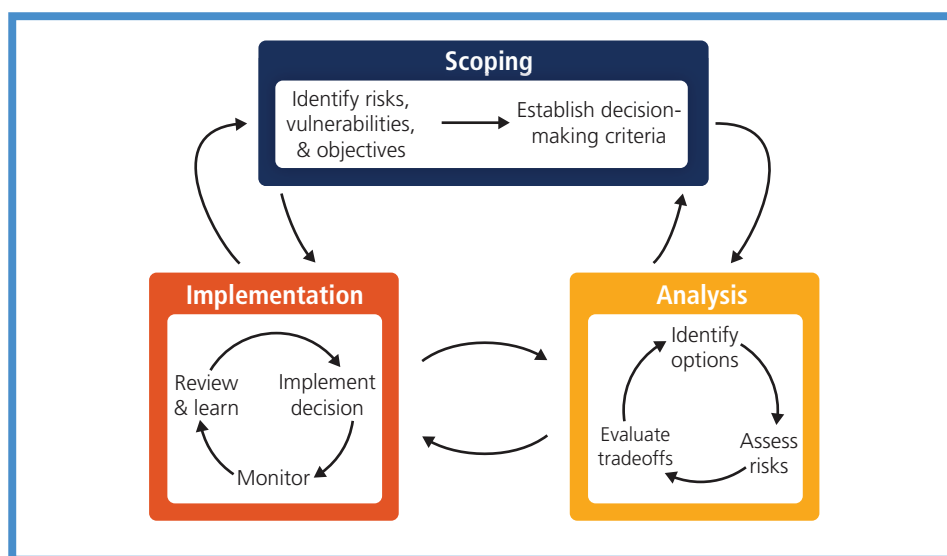 Scoping
Identify risks,
vulnerabilities,
& objectives
Establish decision-
making criteria
Implementation
Review
& learn
Implement
decision
Monitor
Analysis
Identify
options
Assess
risks
Evaluate
tradeoffs